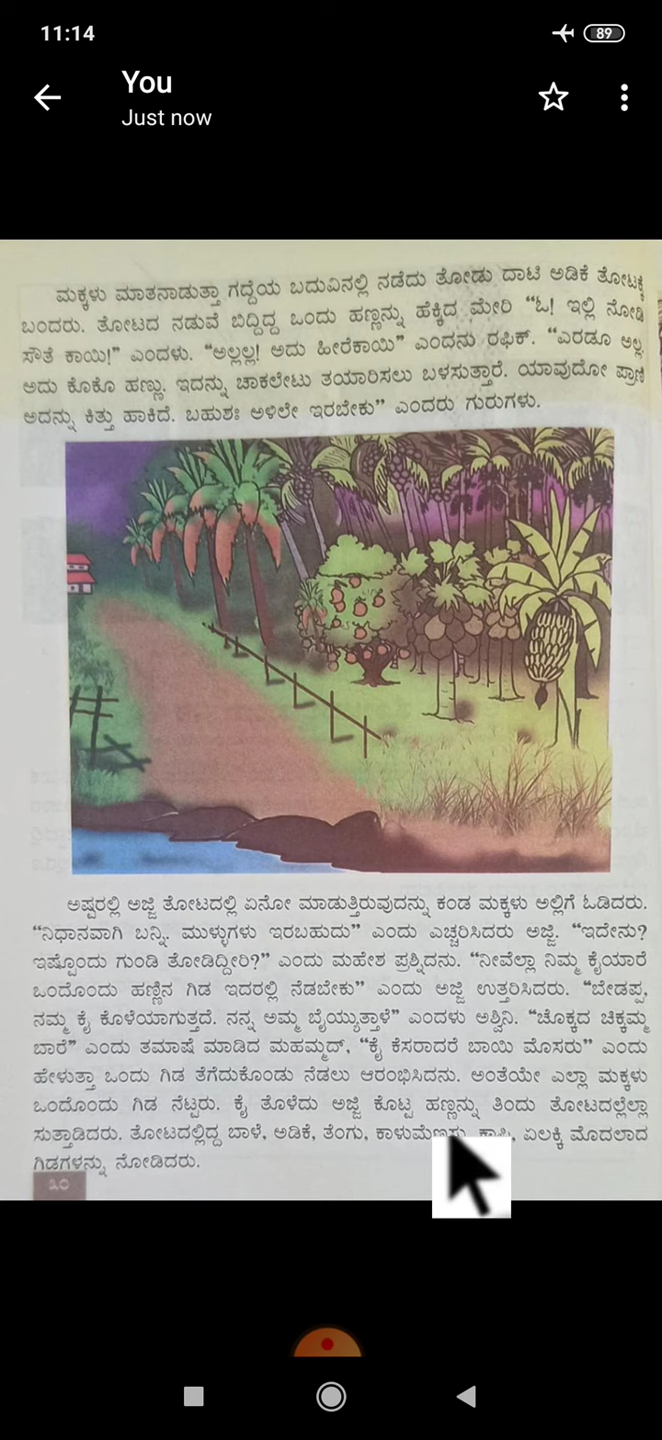 11:14
89
You
Just now
ಮಕ್ಕಳು ಮಾತನಾಡುತ್ತಾ ಗದ್ದೆಯ ಬದುವಿನಲ್ಲಿ ನಡೆದು ತೋಡು ದಾಟಿ ಅಡಿಕೆ ತೋಟಕ್ಕೆ
ಬಂದರು. ತೋಟದ ನಡುವೆ ಬಿದ್ದಿದ್ದ ಒಂದು ಹಣ್ಣನ್ನು ಹೆಕ್ಕಿದ ಮೇರಿ “ಓ! ಇಲ್ಲಿ ನೋಡಿ
ಸೌತೆ ಕಾಯಿ!” ಎಂದಳು. “ಅಲ್ಲಲ್ಲ! ಅದು ಹೀರೆಕಾಯಿ” ಎಂದನು ರಫಿಕ್. “ಎರಡೂ ಅಲ್ಲ
ಅದು ಕೊಕೊ ಹಣ್ಣು. ಇದನ್ನು ಚಾಕಲೇಟು ತಯಾರಿಸಲು ಬಳಸುತ್ತಾರೆ. ಯಾವುದೋ ಪ್ರಾಣಿ
ಅದನ್ನು ಕಿತ್ತು ಹಾಕಿದೆ. ಬಹುಶಃ ಅಳಿಲೇ ಇರಬೇಕು” ಎಂದರು ಗುರುಗಳು.
ಅಷ್ಟರಲ್ಲಿ ಅಜ್ಜಿ ತೋಟದಲ್ಲಿ ಏನೋ ಮಾಡುತ್ತಿರುವುದನ್ನು ಕಂಡ ಮಕ್ಕಳು ಅಲ್ಲಿಗೆ ಓಡಿದರು.
“ನಿಧಾನವಾಗಿ ಬನ್ನಿ. ಮುಳ್ಳುಗಳು ಇರಬಹುದು” ಎಂದು ಎಚ್ಚರಿಸಿದರು ಅಜ್ಜಿ. “ಇದೇನು?
ಇಷ್ಟೊಂದು ಗುಂಡಿ ತೋಡಿದ್ದೀರಿ?” ಎಂದು ಮಹೇಶ ಪ್ರಶ್ನಿದನು. “ನೀವೆಲ್ಲಾ ನಿಮ್ಮ ಕೈಯಾರೆ
ಒಂದೊಂದು ಹಣ್ಣಿನ ಗಿಡ ಇದರಲ್ಲಿ ನೆಡಬೇಕು” ಎಂದು ಅಜ್ಜಿ ಉತ್ತರಿಸಿದರು. “ಬೇಡಪ್ಪ,
ನಮ್ಮ ಕೈ ಕೊಳೆಯಾಗುತ್ತದೆ. ನನ್ನ ಅಮ್ಮ ಬೈಯ್ಯುತ್ತಾಳೆ” ಎಂದಳು ಅಶ್ವಿನಿ. “ಚೊಕ್ಕದ ಚಿಕ್ಕಮ್ಮ
ಬಾರೆ” ಎಂದು ತಮಾಷೆ ಮಾಡಿದ ಮಹಮ್ಮದ್, “ಕೈ ಕೆಸರಾದರೆ ಬಾಯಿ ಮೊಸರು” ಎಂದು
ಹೇಳುತ್ತಾ ಒಂದು ಗಿಡ ತೆಗೆದುಕೊಂಡು ನೆಡಲು ಆರಂಭಿಸಿದನು. ಅಂತೆಯೇ ಎಲ್ಲಾ ಮಕ್ಕಳು
ಒಂದೊಂದು ಗಿಡ ನೆಟ್ಟರು. ಕೈ ತೊಳೆದು ಅಜ್ಜಿ ಕೊಟ್ಟ ಹಣ್ಣನ್ನು ತಿಂದು ತೋಟದಲ್ಲೆಲ್ಲಾ
ಸುತ್ತಾಡಿದರು. ತೋಟದಲ್ಲಿದ್ದ ಬಾಳೆ, ಅಡಿಕೆ, ತೆಂಗು, ಏಲಕ್ಕಿ ಮೊದಲಾದ
ಗಿಡಗಳನ್ನು ನೋಡಿದರು.
೩೦